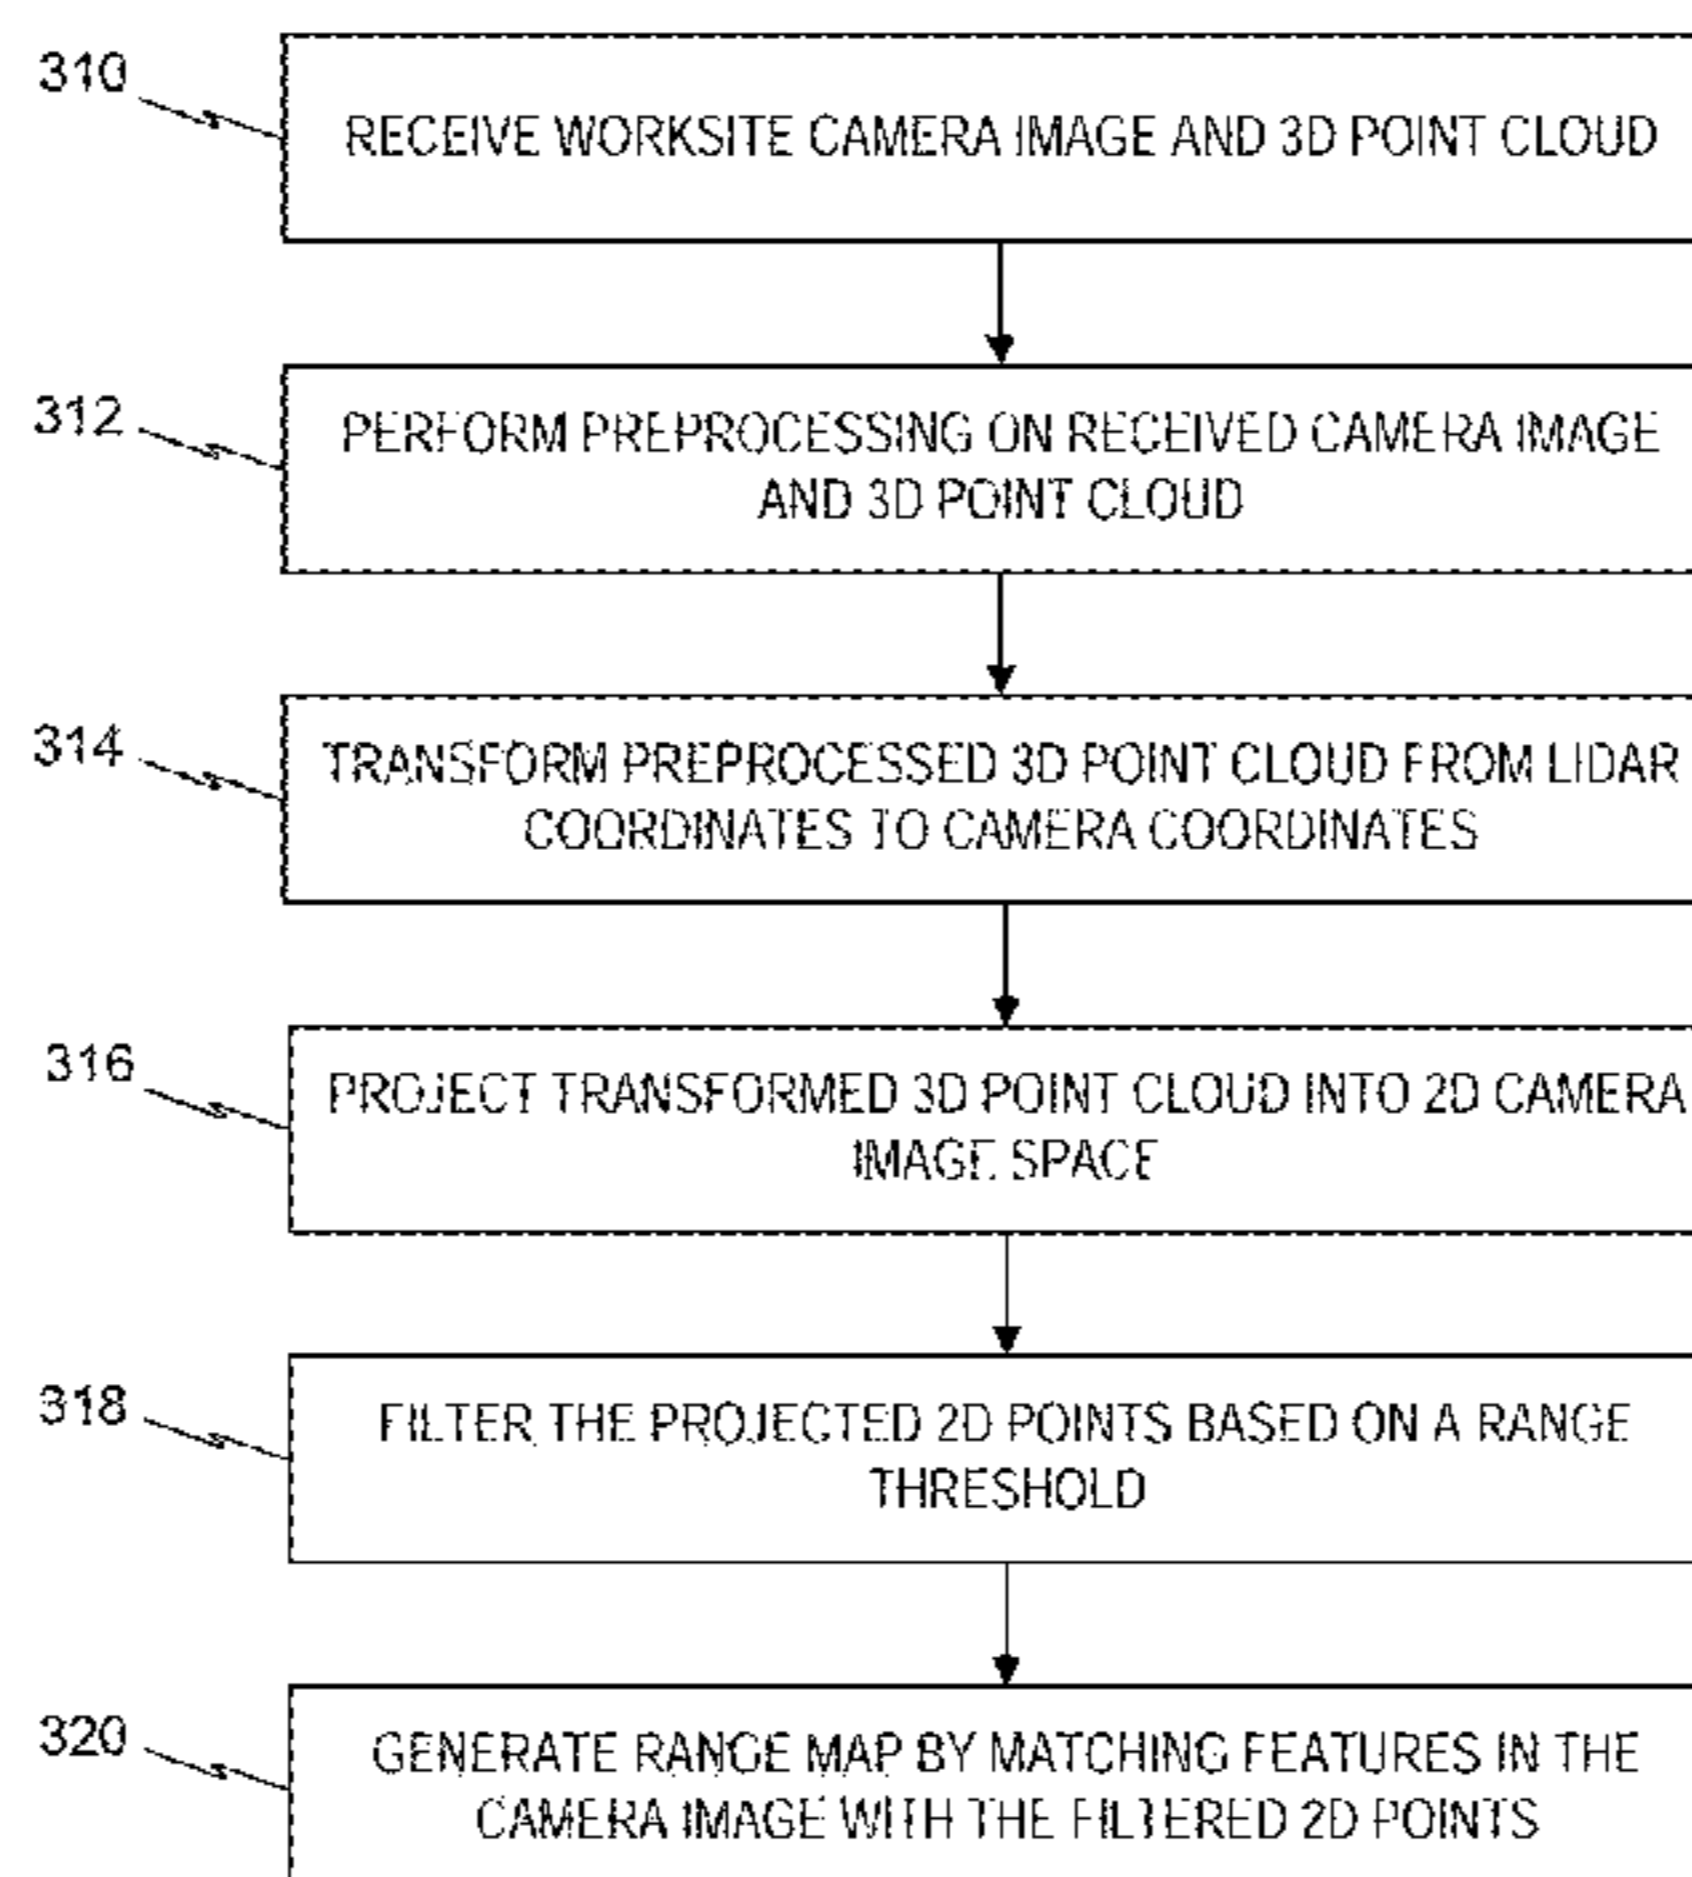 310
RECEIVE WORKSITE CAMERA IMAGE AND 3D POINT CLOUD
312
PERFORM PREPROCESSING ON RECEIVED CAMERA IMAGE
AND 3D POINT CLOUD
314
TRANSFORM PREPROCESSED 3D POINT CLOUD FROM LIDAR
COORDINATES TO CAMERA COORDINATES
316
PROJECT TRANSFORMED 3D POINT CLOUD INTO 2D CAMERA
IMAGE SPACE
318
FILTER THE PROJECTED 2D POINTS BASED ON A RANGE
THRESHOLD
320
GENERATE RANGE MAP BY MATCHING FEATURES IN THE
CAMERA IMAGE WITH THE FILTERED 2D POINTS